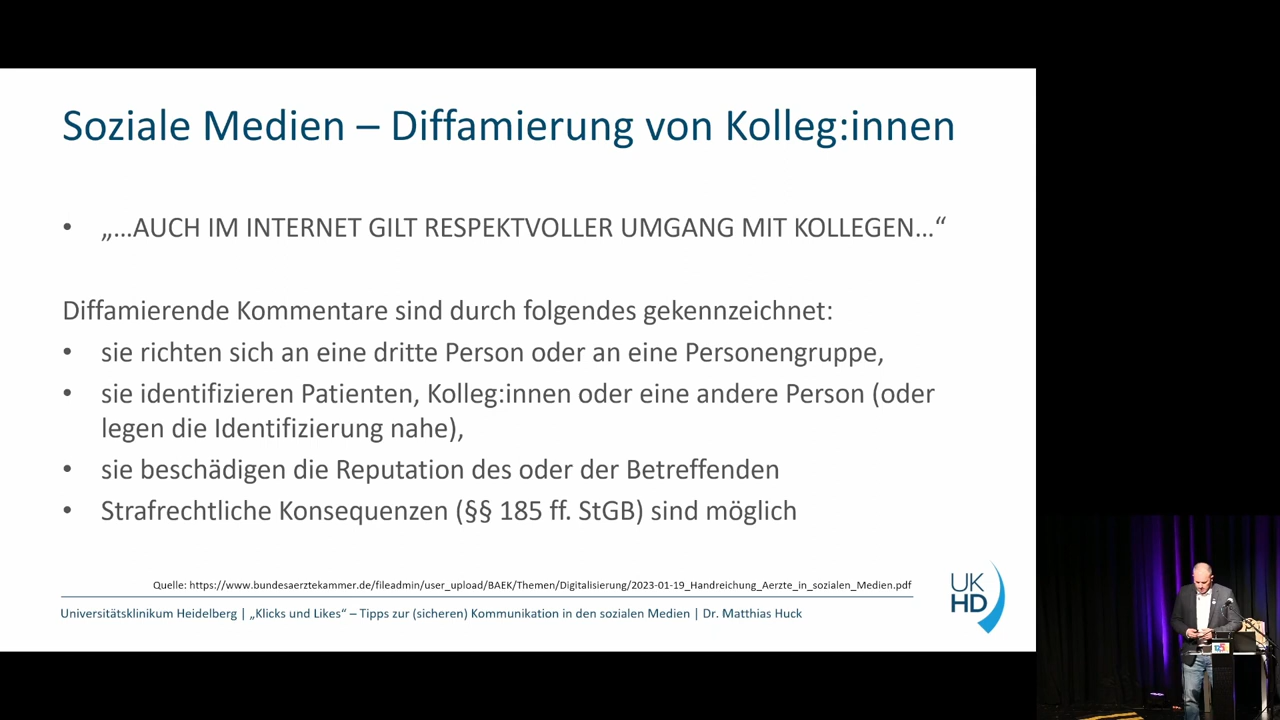 Soziale Medien – Diffamierung von Kolleg:innen
• „...AUCH IM INTERNET GILT RESPEKTVOLLER UMGANG MIT KOLLEGEN...“
Diffamierende Kommentare sind durch folgendes gekennzeichnet:
• sie richten sich an eine dritte Person oder an eine Personengruppe,
• sie identifizieren Patienten, Kolleg:innen oder eine andere Person (oder
legen die Identifizierung nahe),
• sie beschädigen die Reputation des oder der Betreffenden
• Strafrechtliche Konsequenzen (§§ 185 ff. StGB) sind möglich
Quelle: https://www.bundesaerztekammer.de/fileadmin/user_upload/BAEK/Themen/Digitalisierung/2023-01-19_Handreichung_Aerzte_in_sozialen_Medien.pdf
Universitätsklinikum Heidelberg | „Klicks und Likes“ – Tipps zur (sicheren) Kommunikation in den sozialen Medien | Dr. Matthias Huck
UK
HD